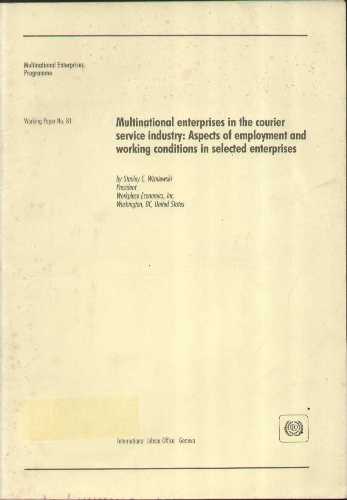 Multinational Enterprises
Programme
Working Paper No. 81
Multinational enterprises in the courier
service industry: Aspects of employment and
working conditions in selected enterprises
by Stanley C. Wisniewski
President
Workplace Economics, Inc.
Washington, DC, United States
International Labour Office Geneva